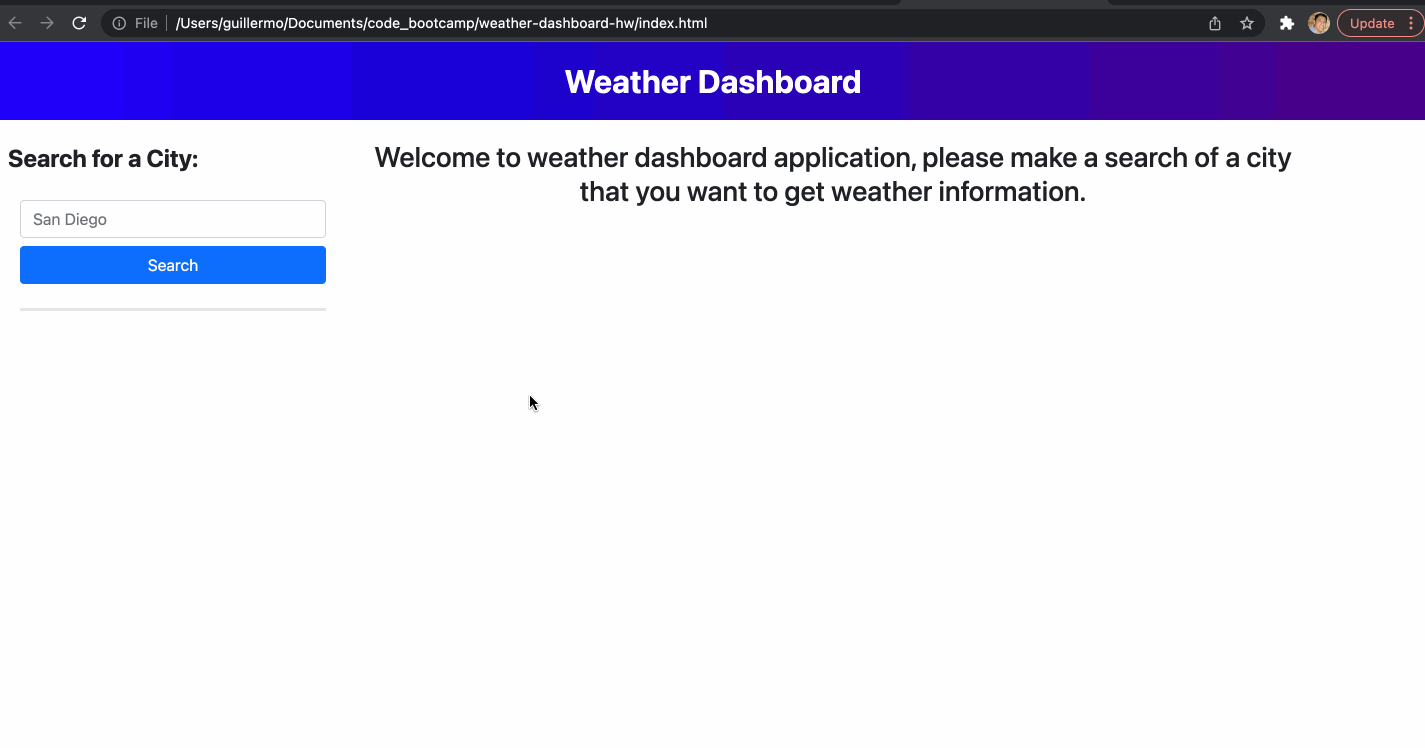 File /Users/guillermo/Documents/code_bootcamp/weather-dashboard-hw/index.html
Update
Weather Dashboard
Search for a City:
San Diego
Search
Welcome to weather dashboard application, please make a search of a city
that you want to get weather information.